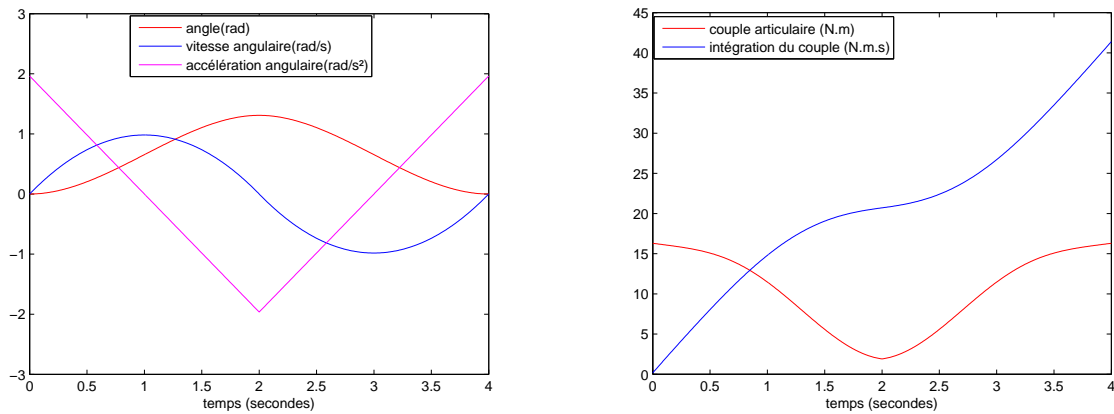 3
2
1
0
−1
−2
−3
0 0.5 1 1.5 2 2.5 3 3.5 4
temps (secondes)
angle(rad)
vitesse angulaire(rad/s)
accélération angulaire(rad/s²)
45
40
35
30
25
20
15
10
5
0
0 0.5 1 1.5 2 2.5 3 3.5 4
temps (secondes)
couple articulaire (N.m)
intégration du couple (N.m.s)